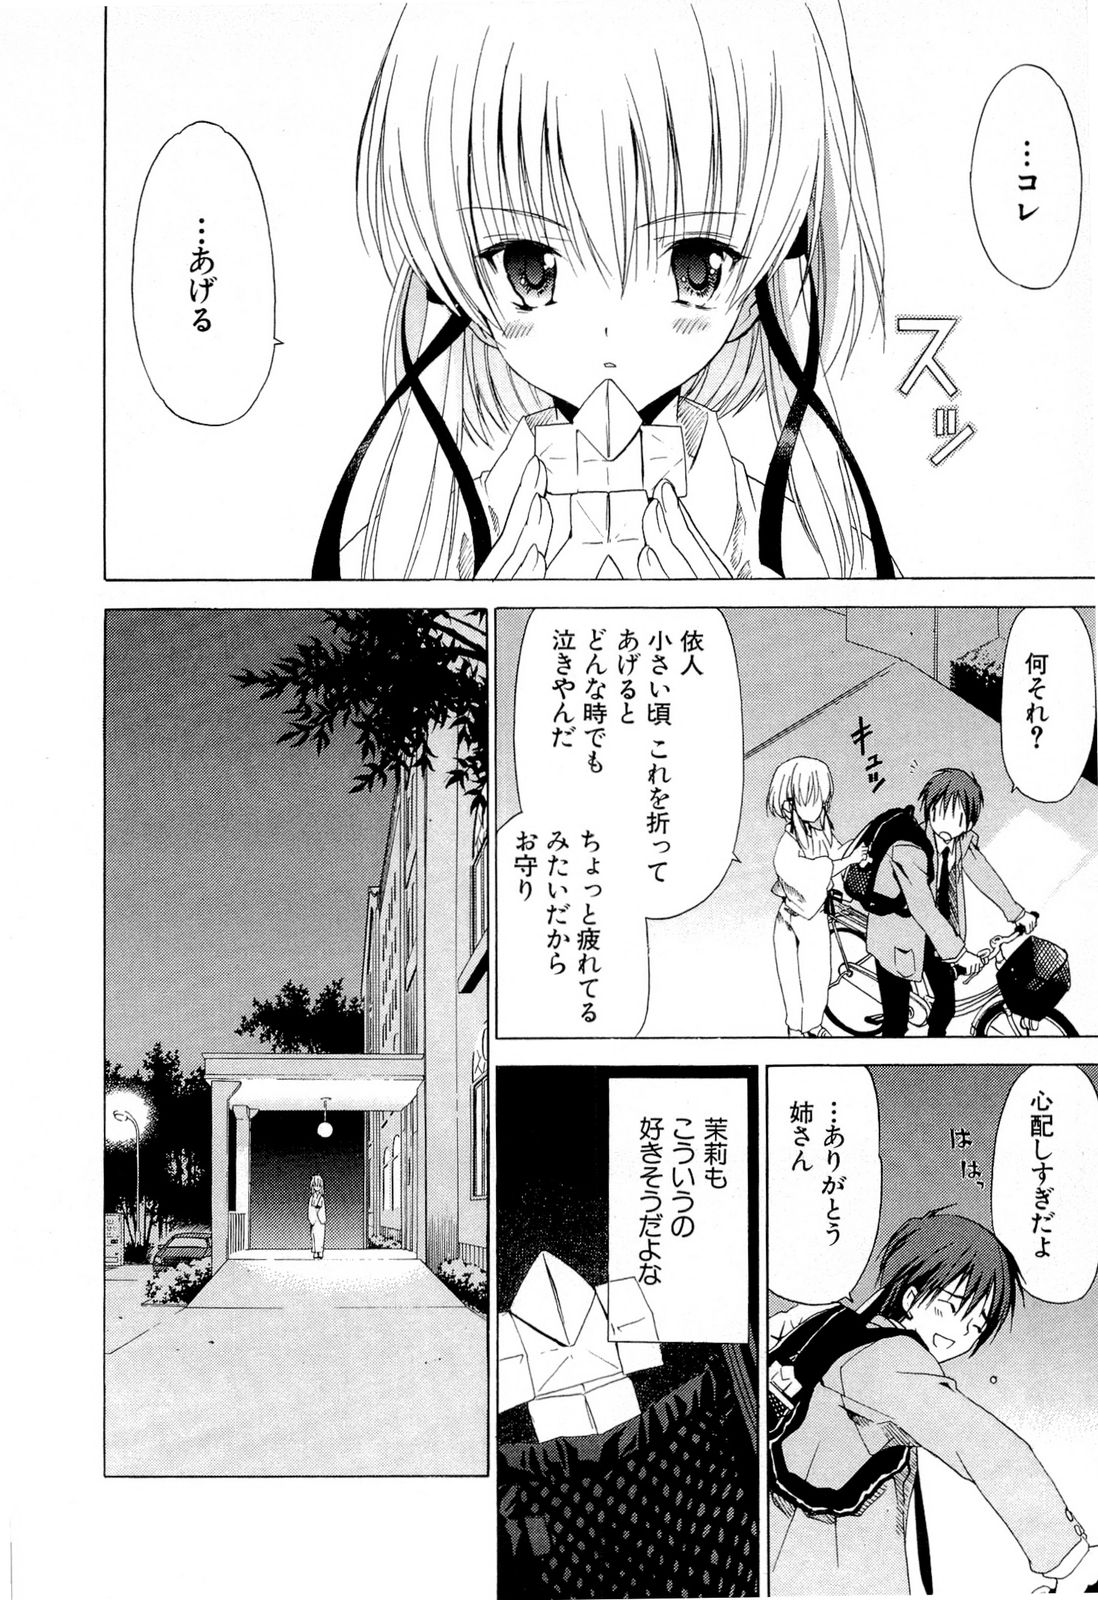 …コレ
スッ
…あげる
何それ?
キュッ
依人
小さい頃 これを折って
あげると
どんな時でも
泣きやんだ
ちょっと疲れてる
みたいだから
お守り
心配しすぎだよ
はは はっ
…ありがとう
姉さん
茉莉も
こういうの
好きそうだよな